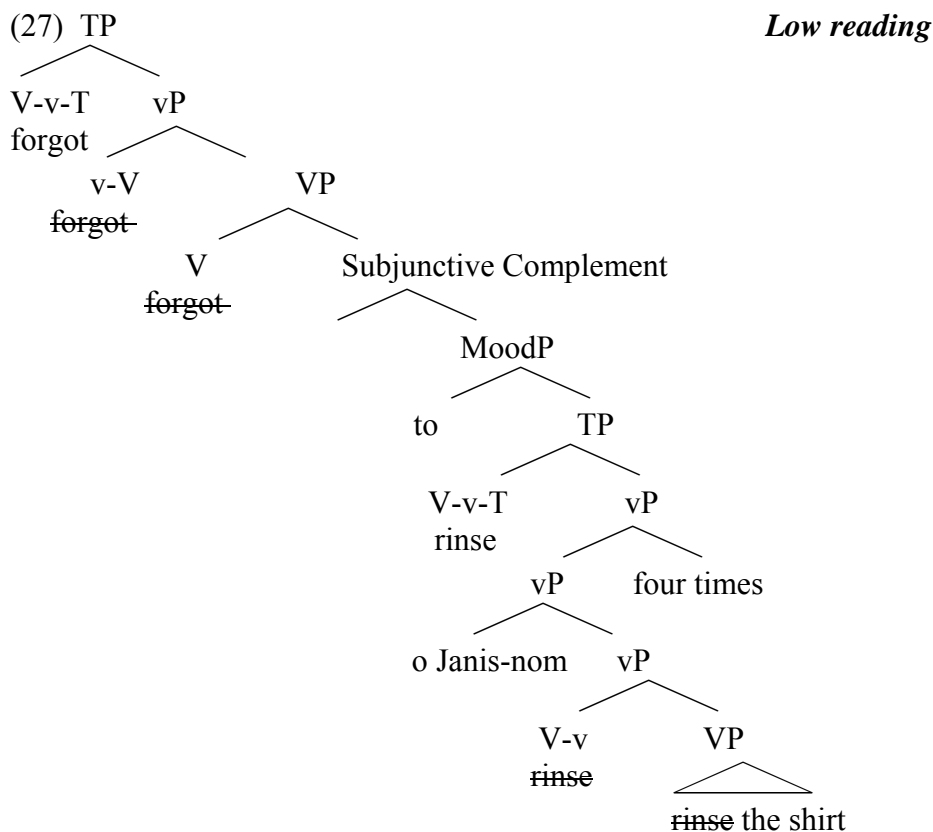 (27) TP Low reading
V-v-T vP
forgot
v-V VP
forgot
V Subjunctive Complement
forgot
MoodP
to TP
V-v-T vP
rinse
vP four times
o Janis-nom vP
V-v VP
rinse
rinse the shirt